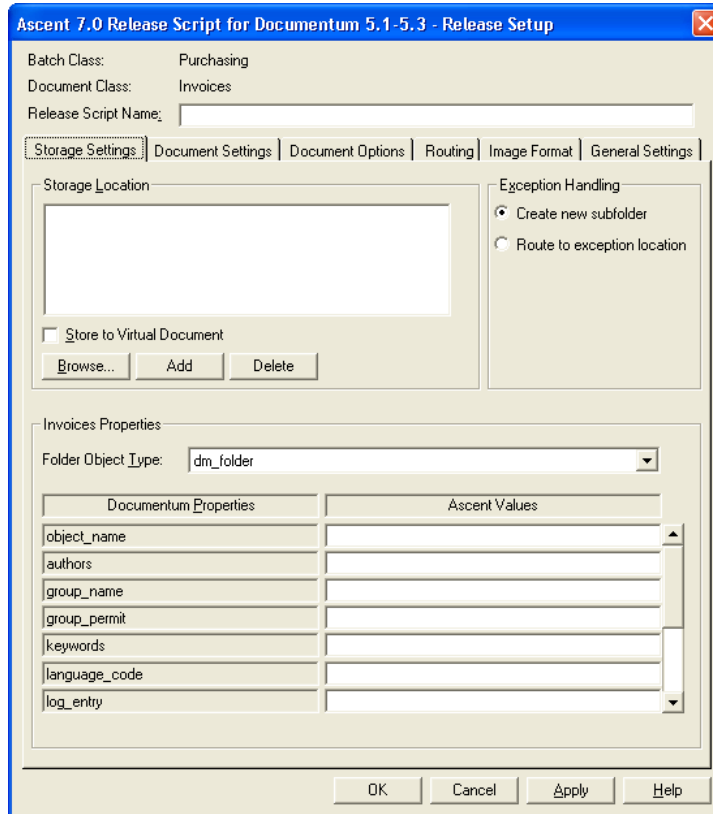 Ascent 7.0 Release Script for Documentum 5.1-5.3 - Release Setup
Batch Class: Purchasing
Document Class: Invoices
Release Script Name:
Storage Settings Document Settings Document Options Routing Image Format General Settings
Storage Location Exception Handling
Create new subfolder
Route to exception location
Store to Virtual Document
Browse... Add Delete
Invoices Properties
Folder Object Type: dm_folder
Documentum Properties Ascent Values
object_name
authors
group_name
group_permit
keywords
language_code
log_entry
OK Cancel Apply Help